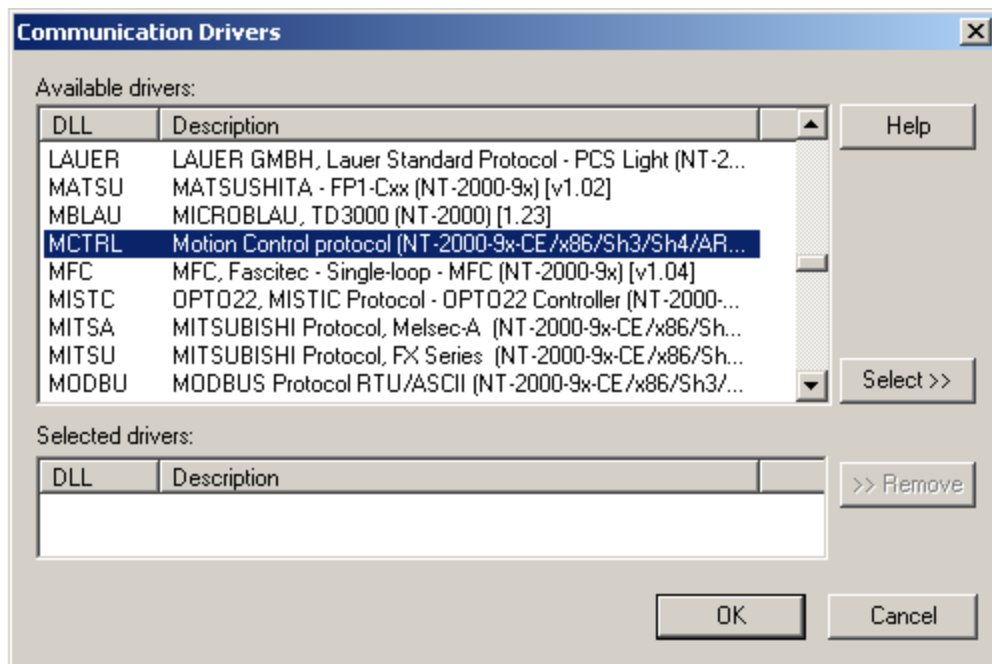 Communication Drivers
Available drivers:
DLL Description
Help
LAUER LAUER GMBH, Lauer Standard Protocol - PCS Light (NT-2...
MATSU MATSUSHITA - FP1-Cxx (NT-2000-9x) [v1.02]
MBLAU MICROBLAU, TD3000 (NT-2000) [1.23]
MCTRL Motion Control protocol (NT-2000-9x-CE/x86/Sh3/Sh4/AR...
MFC MFC, Fascitec - Single-loop - MFC (NT-2000-9x) [v1.04]
MISTC OPTO22, MISTIC Protocol - OPTO22 Controller (NT-2000-...
MITSA MITSUBISHI Protocol, Melsec-A (NT-2000-9x-CE/x86/Sh...
MITSU MITSUBISHI Protocol, FX Series (NT-2000-9x-CE/x86/Sh...
MODBU MODBUS Protocol RTU/ASCII (NT-2000-9x-CE/x86/Sh3/...
Select >>
Selected drivers:
DLL Description
>> Remove
OK Cancel